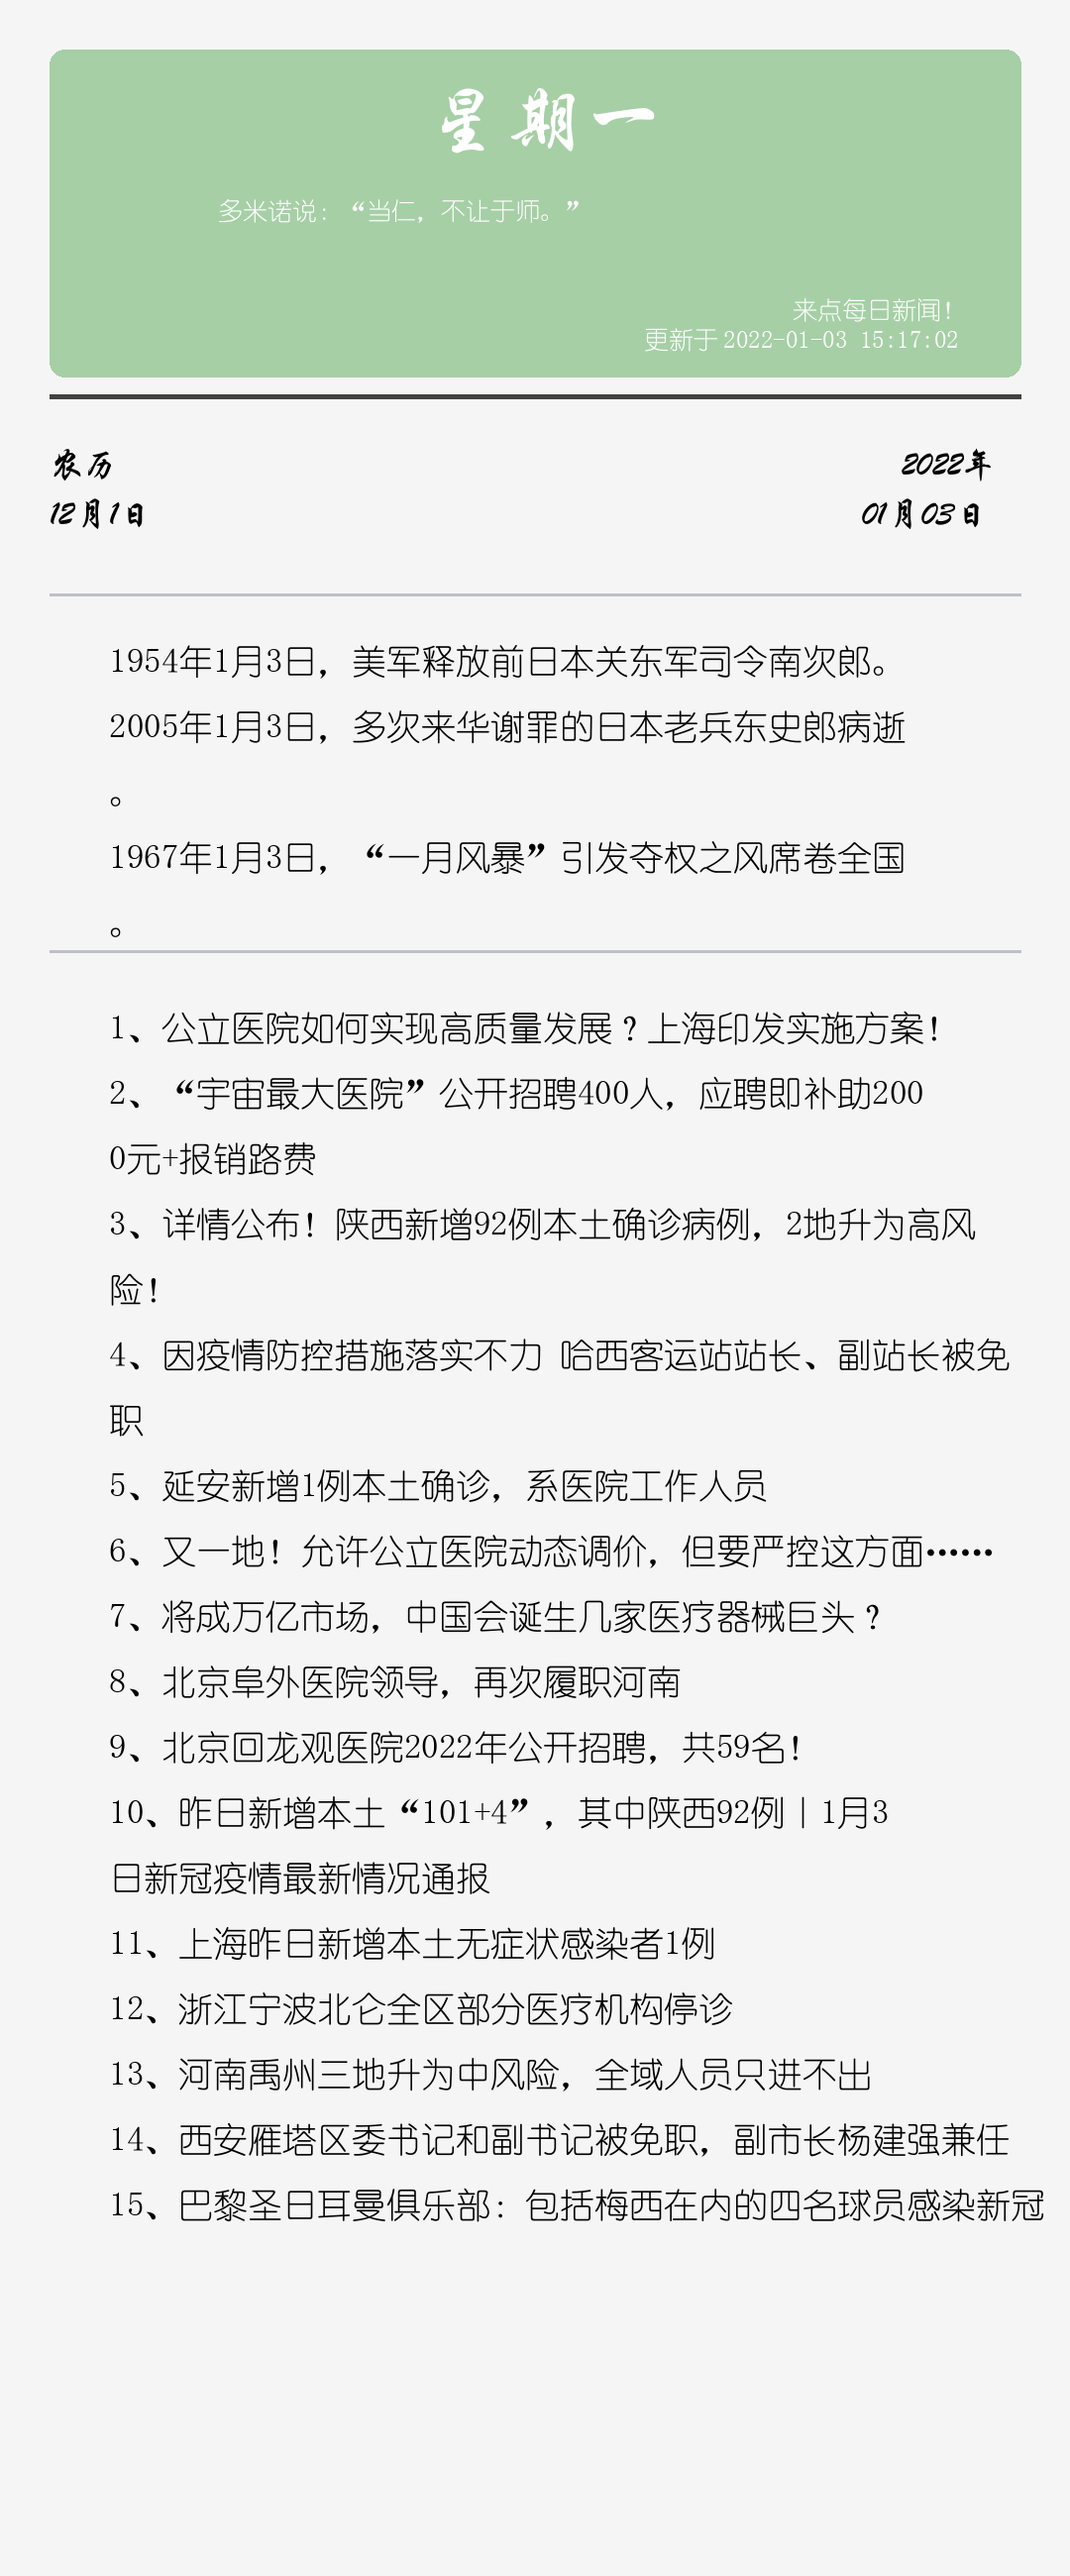 星期一
多米诺说：“当仁，不让于师。”
来点每日新闻！
更新于2022-01-03 15:17:02
农历
2022年
12月1日
01月03日
1954年1月3日，美军释放前日本关东军司令南次郎。
2005年1月3日，多次来华谢罪的日本老兵东史郎病逝
。
1967年1月3日，“一月风暴”引发夺权之风席卷全国
。
1、公立医院如何实现高质量发展？上海印发实施方案！
2、“宇宙最大医院”公开招聘400人，应聘即补助200
0元+报销路费
3、详情公布！陕西新增92例本土确诊病例，2地升为高风
险！
4、因疫情防控措施落实不力 哈西客运站站长、副站长被免
职
5、延安新增1例本土确诊，系医院工作人员
6、又一地！允许公立医院动态调价，但要严控这方面……
7、将成万亿市场，中国会诞生几家医疗器械巨头？
8、北京阜外医院领导，再次履职河南
9、北京回龙观医院2022年公开招聘，共59名！
10、昨日新增本土“101+4”，其中陕西92例｜1月3
日新冠疫情最新情况通报
11、上海昨日新增本土无症状感染者1例
12、浙江宁波北仑全区部分医疗机构停诊
13、河南禹州三地升为中风险，全域人员只进不出
14、西安雁塔区委书记和副书记被免职，副市长杨建强兼任
15、巴黎圣日耳曼俱乐部：包括梅西在内的四名球员感染新冠